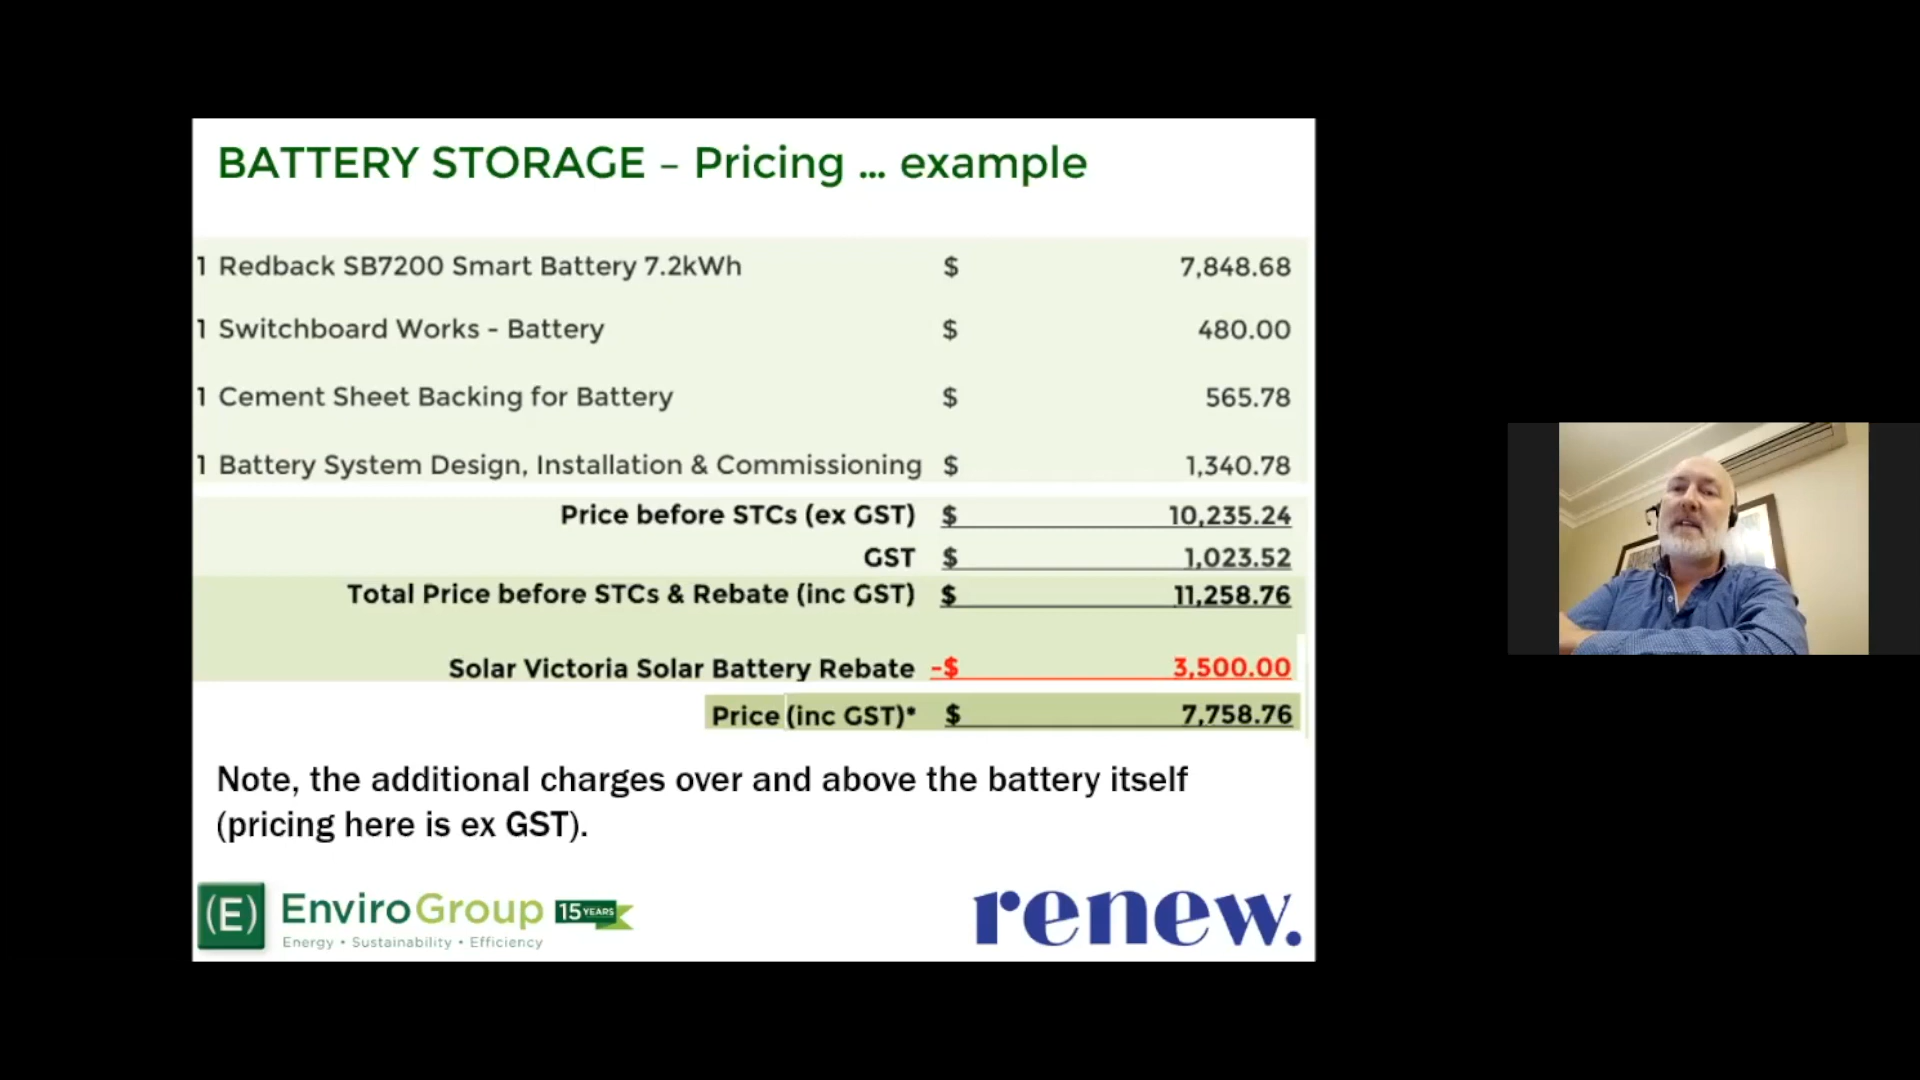 BATTERY STORAGE – Pricing ... example
1 Redback SB7200 Smart Battery 7.2kWh $ 7,848.68
1 Switchboard Works - Battery $ 480.00
1 Cement Sheet Backing for Battery $ 565.78
1 Battery System Design, Installation & Commissioning $ 1,340.78
Price before STCs (ex GST) $ 10,235.24
GST $ 1,023.52
Total Price before STCs & Rebate (inc GST) $ 11,258.76
Solar Victoria Solar Battery Rebate -$ 3,500.00
Price (inc GST)* $ 7,758.76
Note, the additional charges over and above the battery itself
(pricing here is ex GST).
(E) EnviroGroup 15 YEARS
Energy • Sustainability • Efficiency
renew.